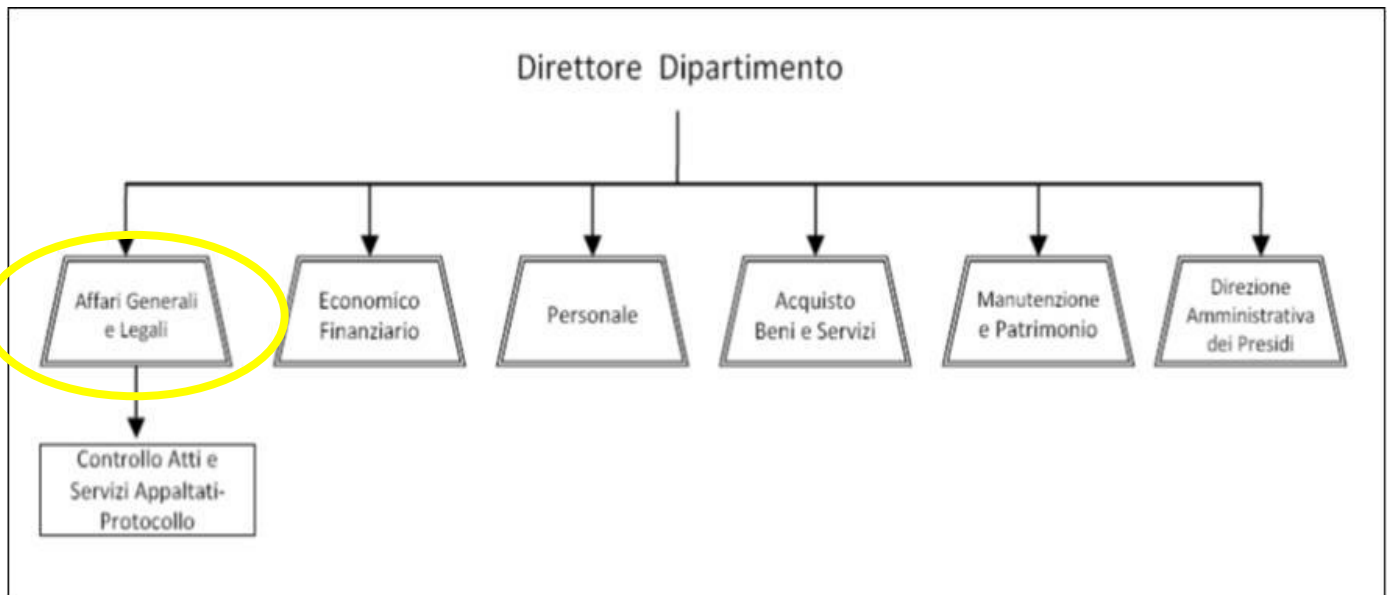 Direttore Dipartimento
Affari Generali
e Legali
Economico
Finanziario
Personale
Acquisto
Beni e Servizi
Manutenzione
e Patrimonio
Direzione
Amministrativa
dei Presidi
Controllo Atti e
Servizi Appaltati-
Protocollo